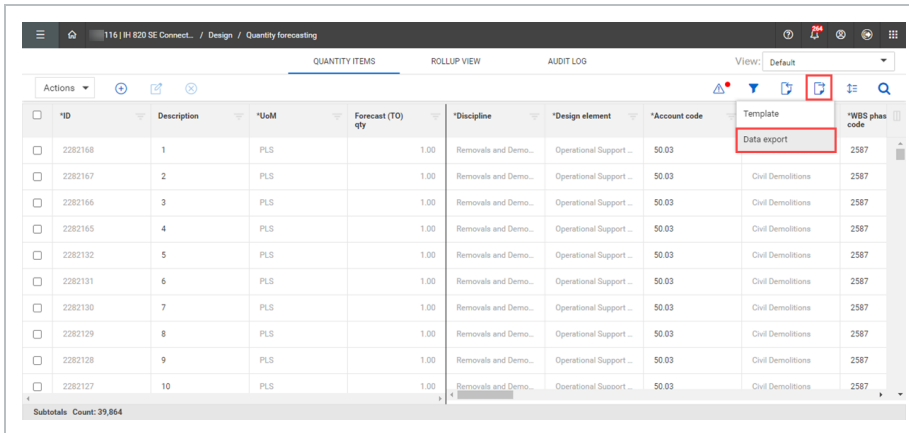 116 | IH 820 SE Connect... / Design / Quantity forecasting 264
QUANTITY ITEMS ROLLUP VIEW AUDIT LOG View: Default
Actions
*ID Description *UoM Forecast (TO) qty *Discipline *Design element *Account code *WBS phas code
Template
Data export
2282168 1 PLS 1.00 Removals and Demo... Operational Support ... 50.03 2587
2282167 2 PLS 1.00 Removals and Demo... Operational Support ... 50.03 Civil Demolitions 2587
2282166 3 PLS 1.00 Removals and Demo... Operational Support ... 50.03 Civil Demolitions 2587
2282165 4 PLS 1.00 Removals and Demo... Operational Support ... 50.03 Civil Demolitions 2587
2282132 5 PLS 1.00 Removals and Demo... Operational Support ... 50.03 Civil Demolitions 2587
2282131 6 PLS 1.00 Removals and Demo... Operational Support ... 50.03 Civil Demolitions 2587
2282130 7 PLS 1.00 Removals and Demo... Operational Support ... 50.03 Civil Demolitions 2587
2282129 8 PLS 1.00 Removals and Demo... Operational Support ... 50.03 Civil Demolitions 2587
2282128 9 PLS 1.00 Removals and Demo... Operational Support ... 50.03 Civil Demolitions 2587
2282127 10 PLS 1.00 Removals and Demo... Operational Support ... 50.03 Civil Demolitions 2587
Subtotals Count: 39,864